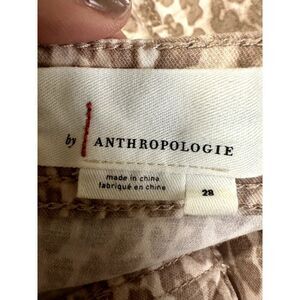 by ANTHROPOLOGIE
made in china
fabriqué en chine
28